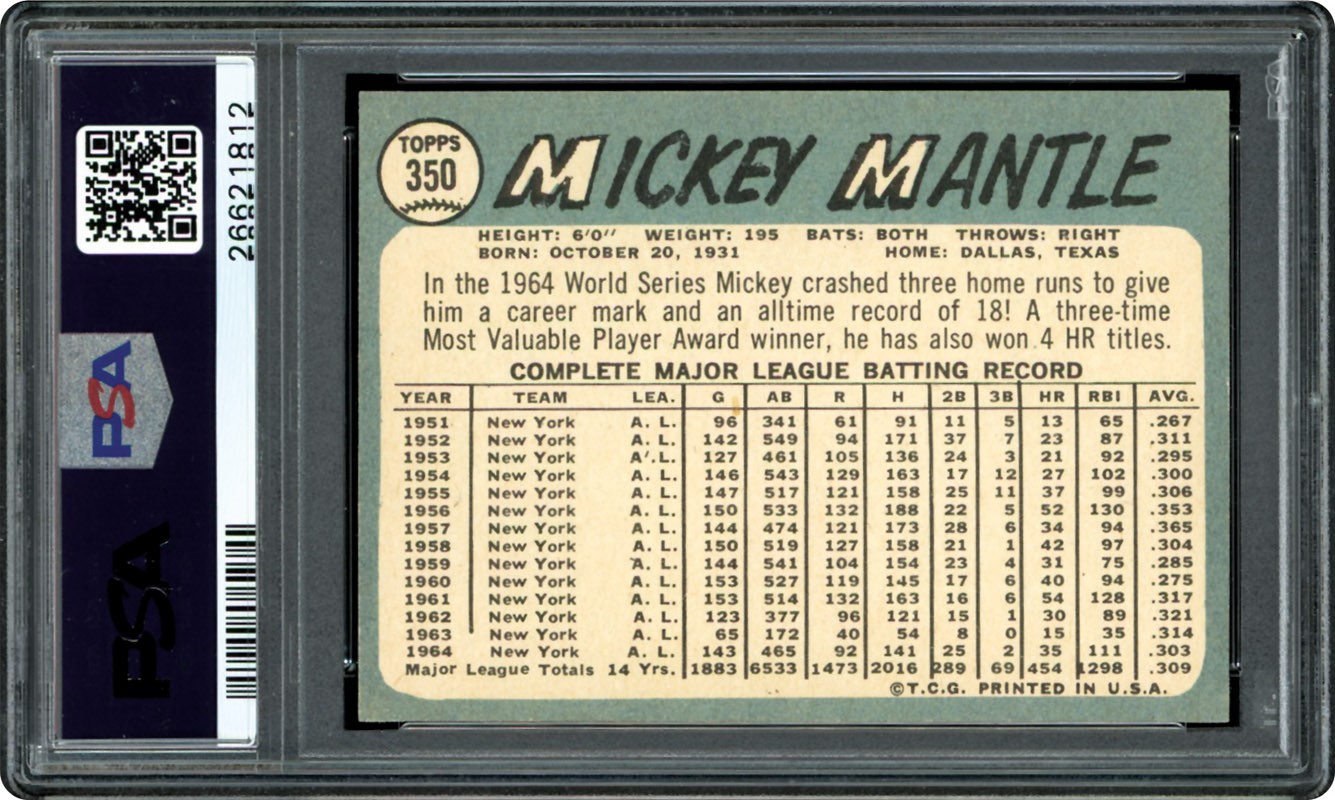 26621812
PSA
PSA
TOPPS
350
MICKEY MANTLE
HEIGHT: 6'0" WEIGHT: 195 BATS: BOTH THROWS: RIGHT
BORN: OCTOBER 20, 1931 HOME: DALLAS, TEXAS
In the 1964 World Series Mickey crashed three home runs to give
him a career mark and an alltime record of 18! A three-time
Most Valuable Player Award winner, he has also won 4 HR titles.
COMPLETE MAJOR LEAGUE BATTING RECORD
YEAR TEAM LEA. G AB R H 2B 3B HR RBI AVG.
1951 New York A. L. 96 341 61 91 11 5 13 65 .267
1952 New York A. L. 142 549 94 171 37 7 23 87 .311
1953 New York A. L. 127 461 105 136 24 3 21 92 .295
1954 New York A. L. 146 543 129 163 17 12 27 102 .300
1955 New York A. L. 147 517 121 158 25 11 37 99 .306
1956 New York A. L. 150 533 132 188 22 5 52 130 .353
1957 New York A. L. 144 474 121 173 28 6 34 94 .365
1958 New York A. L. 150 519 127 158 21 1 42 97 .304
1959 New York A. L. 144 541 104 154 23 4 31 75 .285
1960 New York A. L. 153 527 119 145 17 6 40 94 .275
1961 New York A. L. 153 514 132 163 16 6 54 128 .317
1962 New York A. L. 123 377 96 121 15 1 30 89 .321
1963 New York A. L. 65 172 40 54 8 0 15 35 .314
1964 New York A. L. 143 465 92 141 25 2 35 111 .303
Major League Totals 14 Yrs. 1883 6533 1473 2016 289 69 454 1298 .309
©T.C.G. PRINTED IN U.S.A.